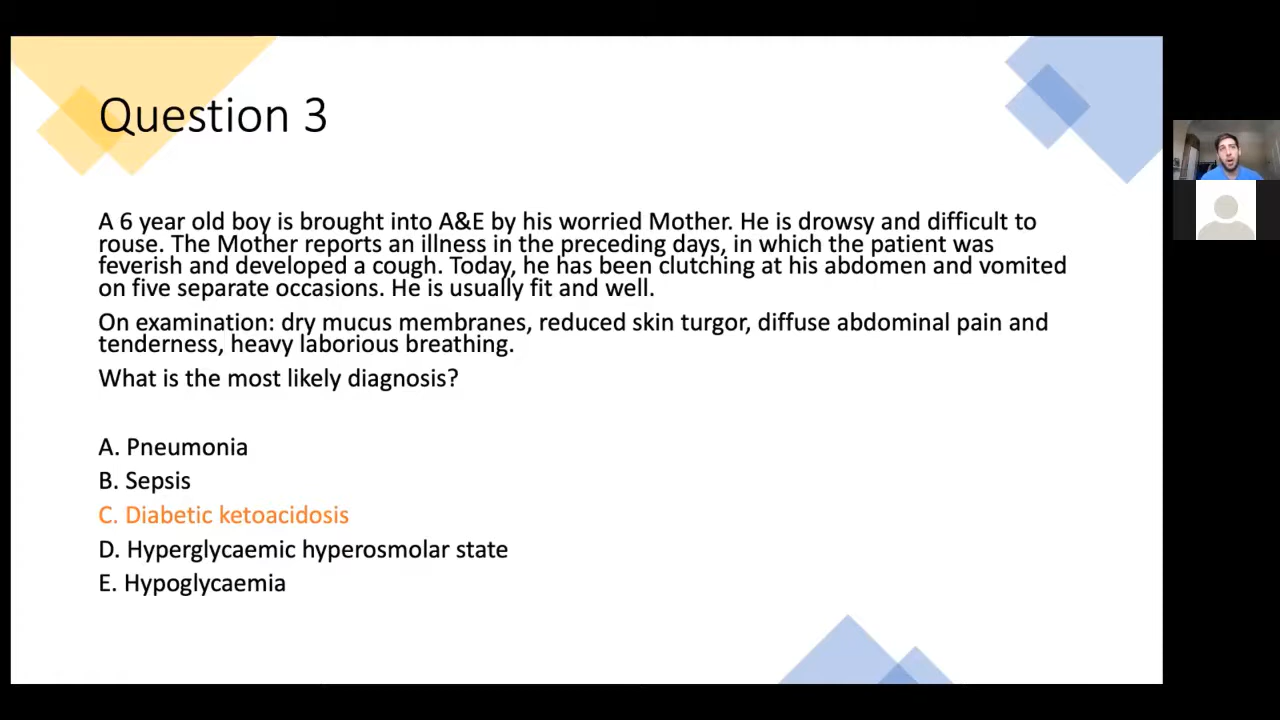 Question 3
A 6 year old boy is brought into A&E by his worried Mother. He is drowsy and difficult to
rouse. The Mother reports an illness in the preceding days, in which the patient was
feverish and developed a cough. Today, he has been clutching at his abdomen and vomited
on five separate occasions. He is usually fit and well.
On examination: dry mucus membranes, reduced skin turgor, diffuse abdominal pain and
tenderness, heavy laborious breathing.
What is the most likely diagnosis?
A. Pneumonia
B. Sepsis
C. Diabetic ketoacidosis
D. Hyperglycaemic hyperosmolar state
E. Hypoglycaemia